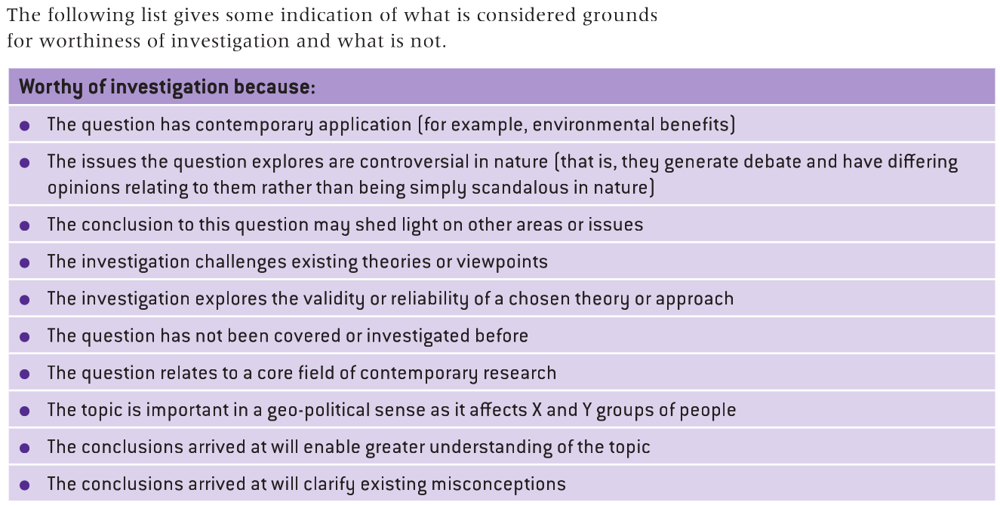 The following list gives some indication of what is considered grounds
for worthiness of investigation and what is not.
Worthy of investigation because:
● The question has contemporary application (for example, environmental benefits)
● The issues the question explores are controversial in nature (that is, they generate debate and have differing
opinions relating to them rather than being simply scandalous in nature)
● The conclusion to this question may shed light on other areas or issues
● The investigation challenges existing theories or viewpoints
● The investigation explores the validity or reliability of a chosen theory or approach
● The question has not been covered or investigated before
● The question relates to a core field of contemporary research
● The topic is important in a geo-political sense as it affects X and Y groups of people
● The conclusions arrived at will enable greater understanding of the topic
● The conclusions arrived at will clarify existing misconceptions